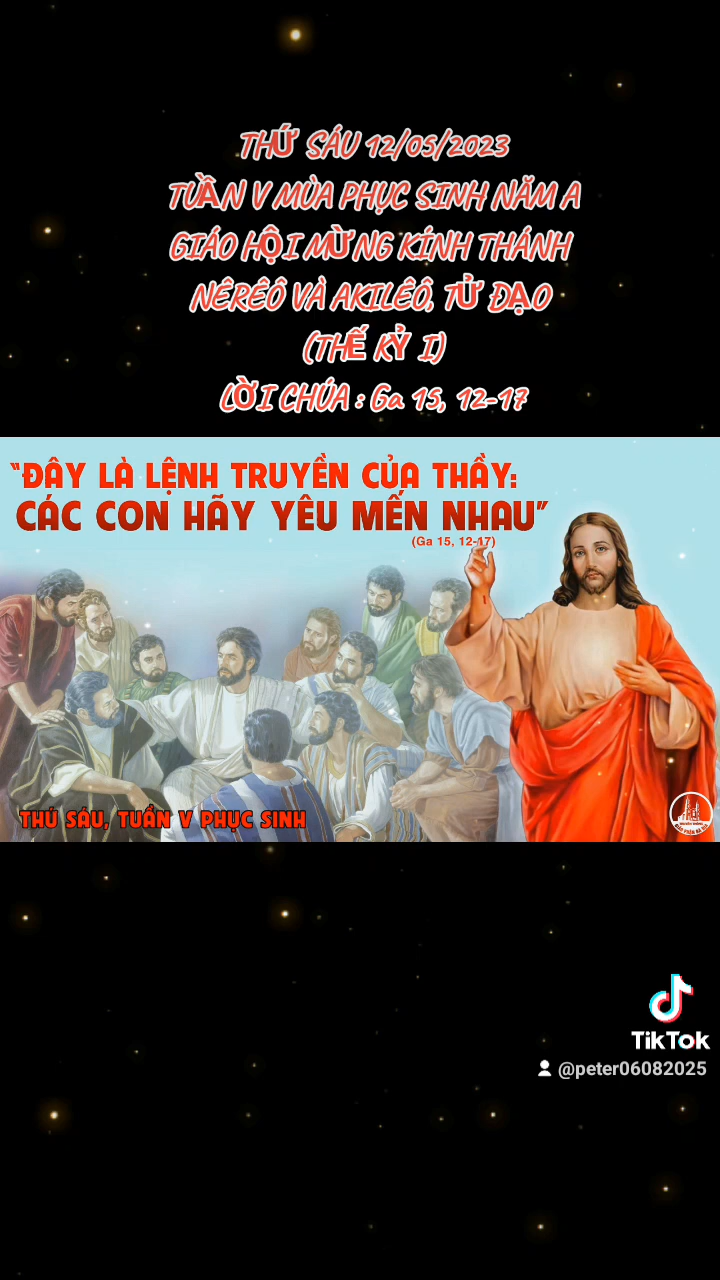 THỨ SÁU 12/05/2023
TUẦN V MÙA PHỤC SINH NĂM A
GIÁO HỘI MỪNG KÍNH THÁNH
NÊRÊÔ VÀ AKILÊÔ, TỬ ĐẠO
(THẾ KỶ I)
LỜI CHÚA : Ga 15, 12-17
"ĐÂY LÀ LỆNH TRUYỀN CỦA THẦY:
CÁC CON HÃY YÊU MẾN NHAU"
(Ga 15, 12-17)
THỨ SÁU, TUẦN V PHỤC SINH
TikTok
@peter06082025